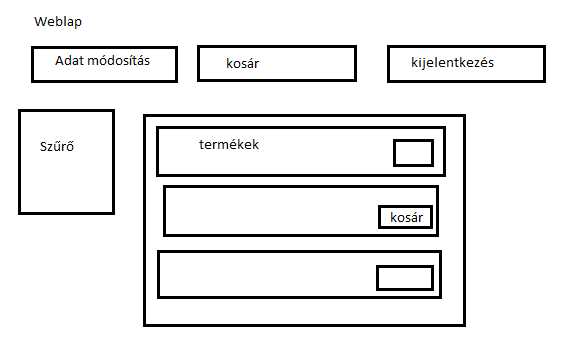 Weblap
Adat módosítás
kosár
kijelentkezés
Szűrő
termékek
kosár